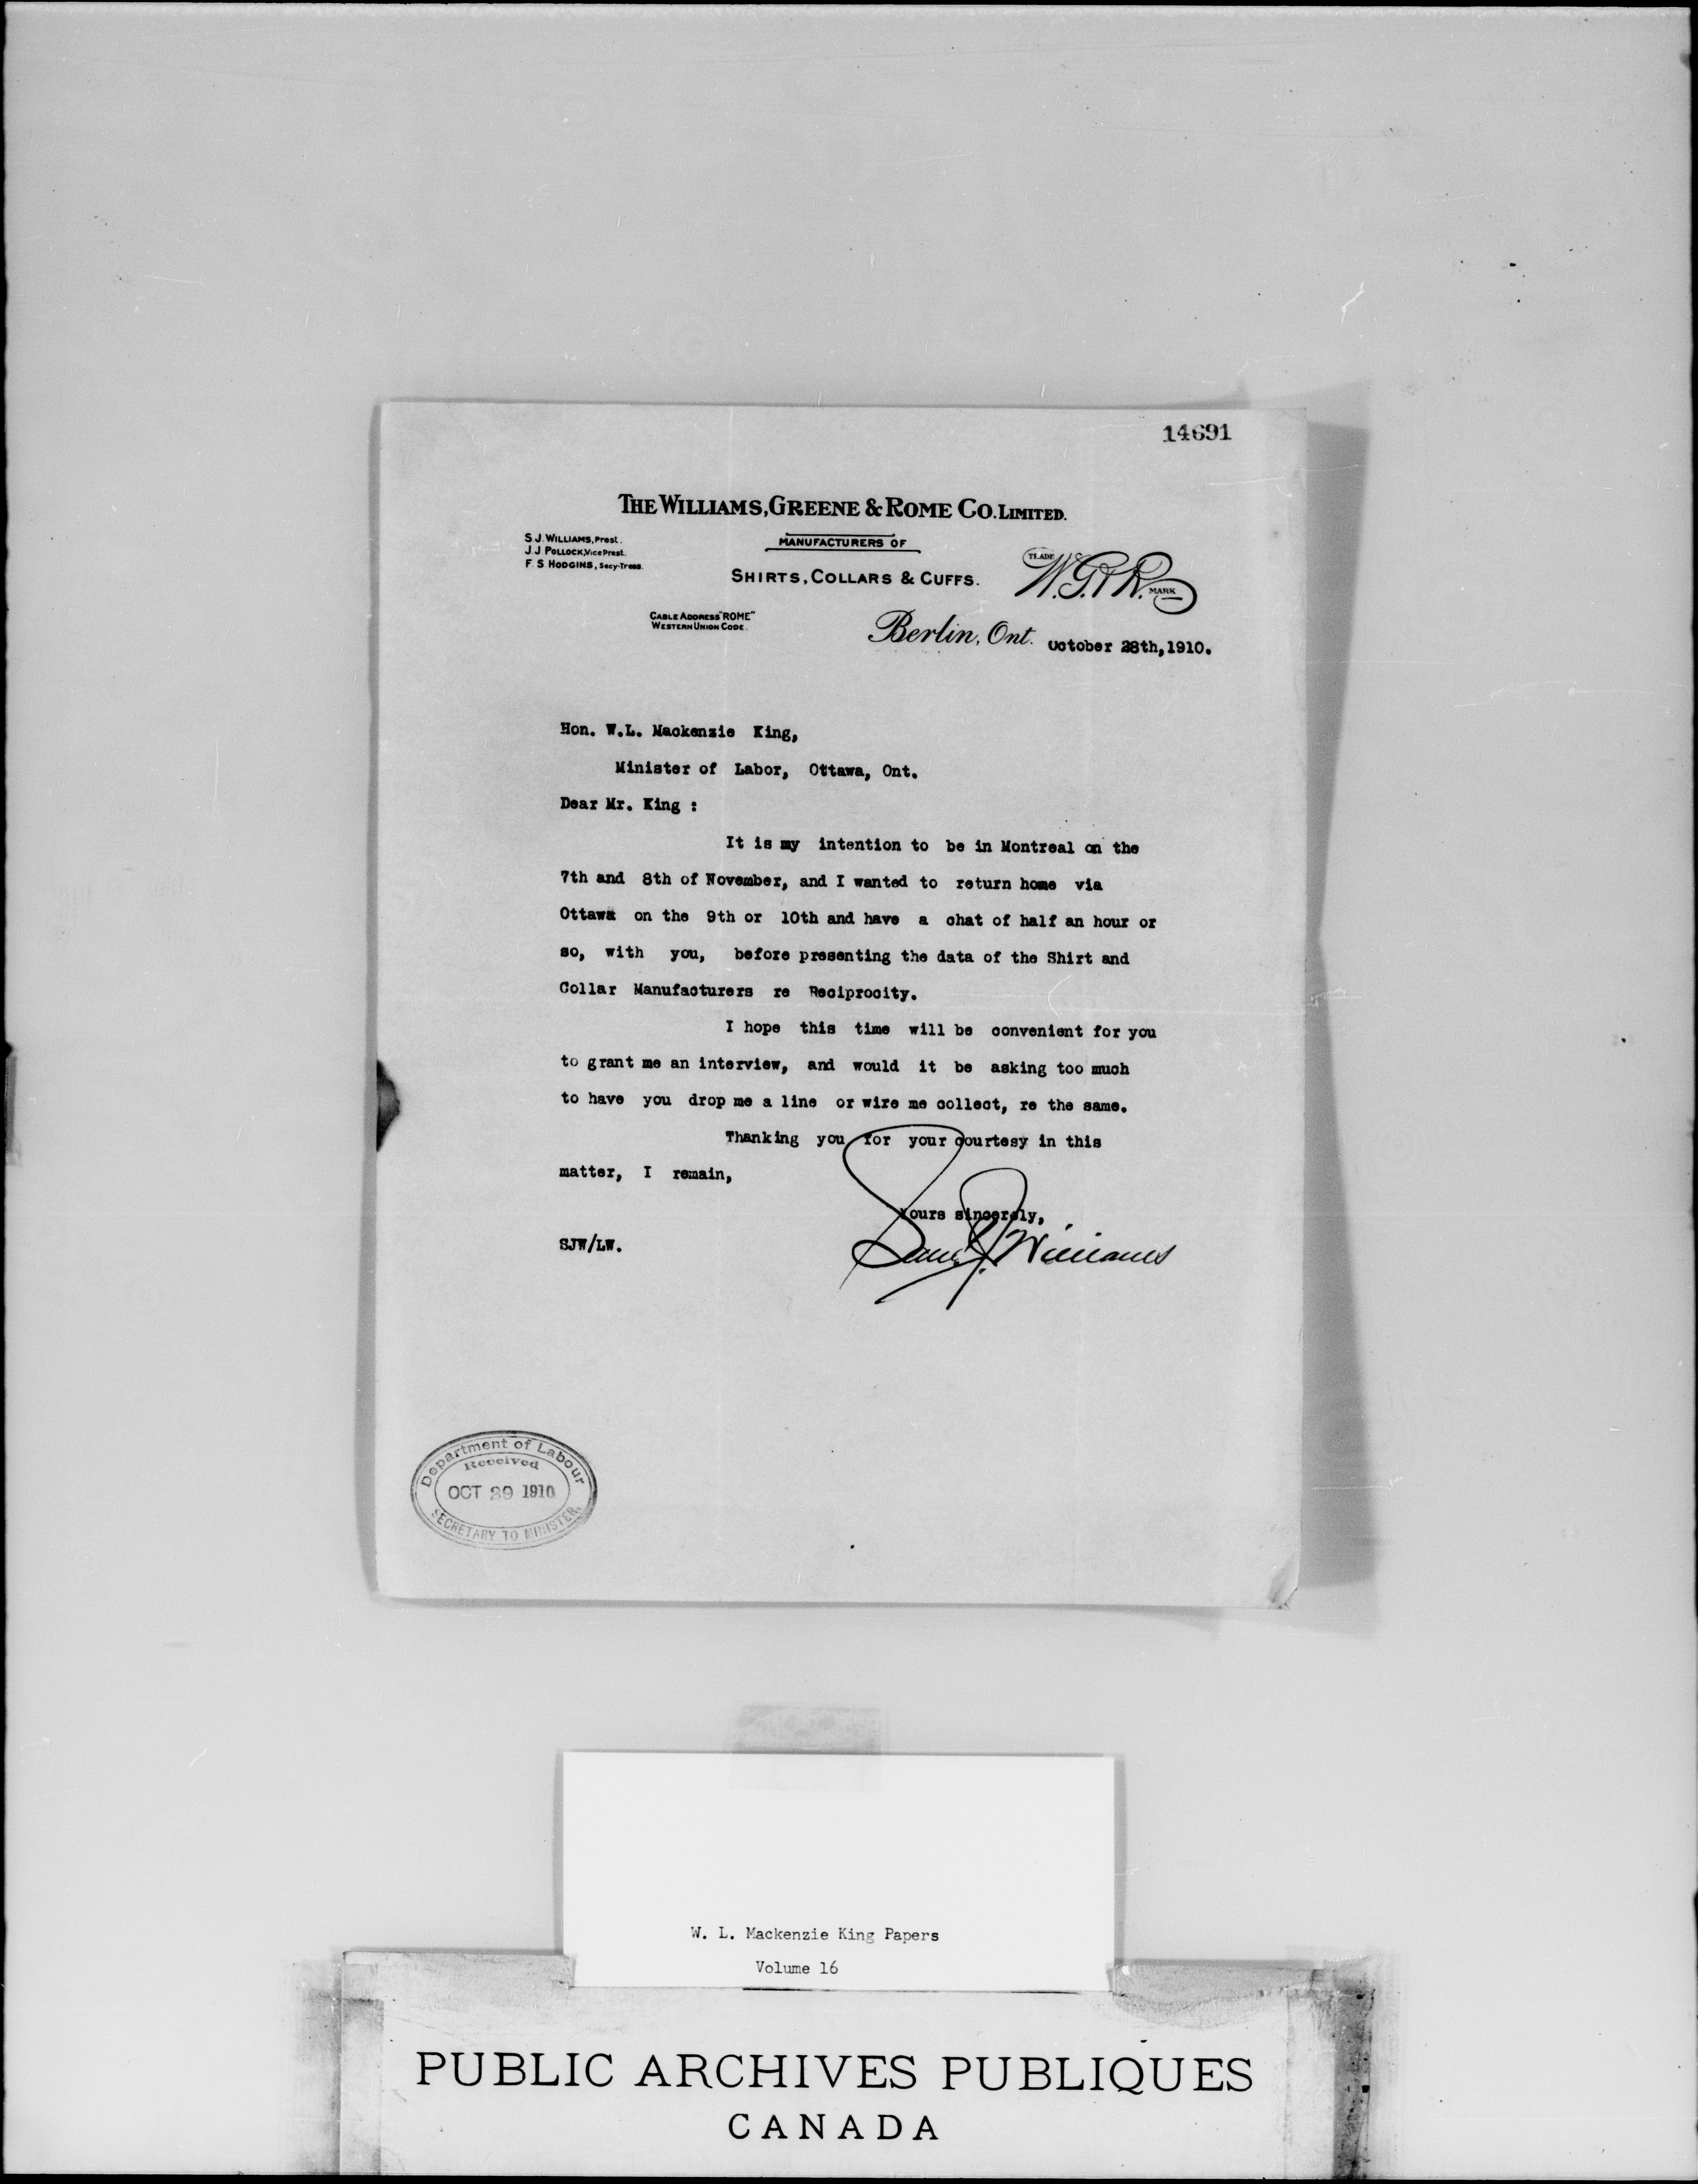 14691
THE WILLIAMS, GREENE & ROME CO. LIMITED.
S. J. WILLIAMS, Prest.
J. J. POLLOCK, Vice Prest.
F. S. HODGINS, Secy-Treas.
MANUFACTURERS OF
SHIRTS, COLLARS & CUFFS.
TRADE W.G.&R. MARK
CABLE ADDRESS "ROME"
WESTERN UNION CODE.
Berlin, Ont. October 28th, 1910.
Hon. W.L. Mackenzie King,
Minister of Labor, Ottawa, Ont.
Dear Mr. King :
It is my intention to be in Montreal on the
7th and 8th of November, and I wanted to return home via
Ottawa on the 9th or 10th and have a chat of half an hour or
so, with you, before presenting the data of the Shirt and
Collar Manufacturers re Reciprocity.
I hope this time will be convenient for you
to grant me an interview, and would it be asking too much
to have you drop me a line or wire me collect, re the same.
Thanking you for your courtesy in this
matter, I remain,
Yours sincerely,
SJW/LW.
Saml. J. Williams
Department of Labour
Received
OCT 29 1910
SECRETARY TO MINISTER.
W. L. Mackenzie King Papers
Volume 16
PUBLIC ARCHIVES PUBLIQUES
CANADA